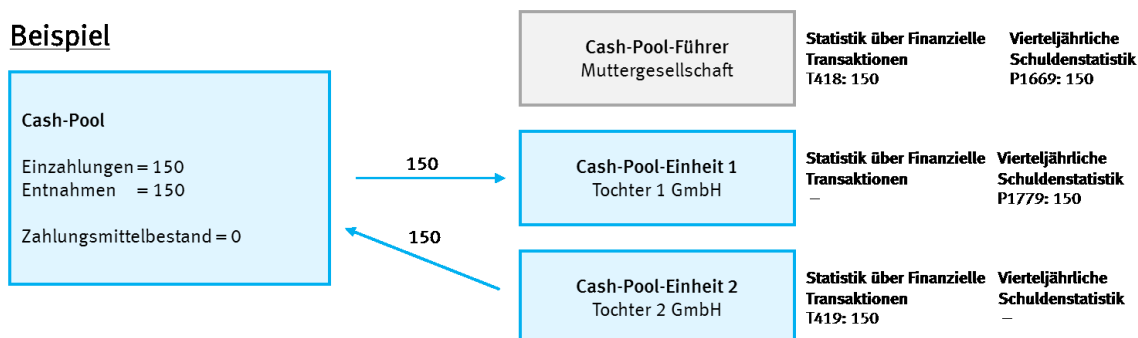 Beispiel
Cash-Pool
Einzahlungen = 150
Entnahmen = 150
Zahlungsmittelbestand = 0
150
150
Cash-Pool-Führer
Muttergesellschaft
Statistik über Finanzielle
Transaktionen
T418: 150
Vierteljährliche
Schuldenstatistik
P1669: 150
Cash-Pool-Einheit 1
Tochter 1 GmbH
Statistik über Finanzielle
Transaktionen
–
Vierteljährliche
Schuldenstatistik
P1779: 150
Cash-Pool-Einheit 2
Tochter 2 GmbH
Statistik über Finanzielle
Transaktionen
T419: 150
Vierteljährliche
Schuldenstatistik
–